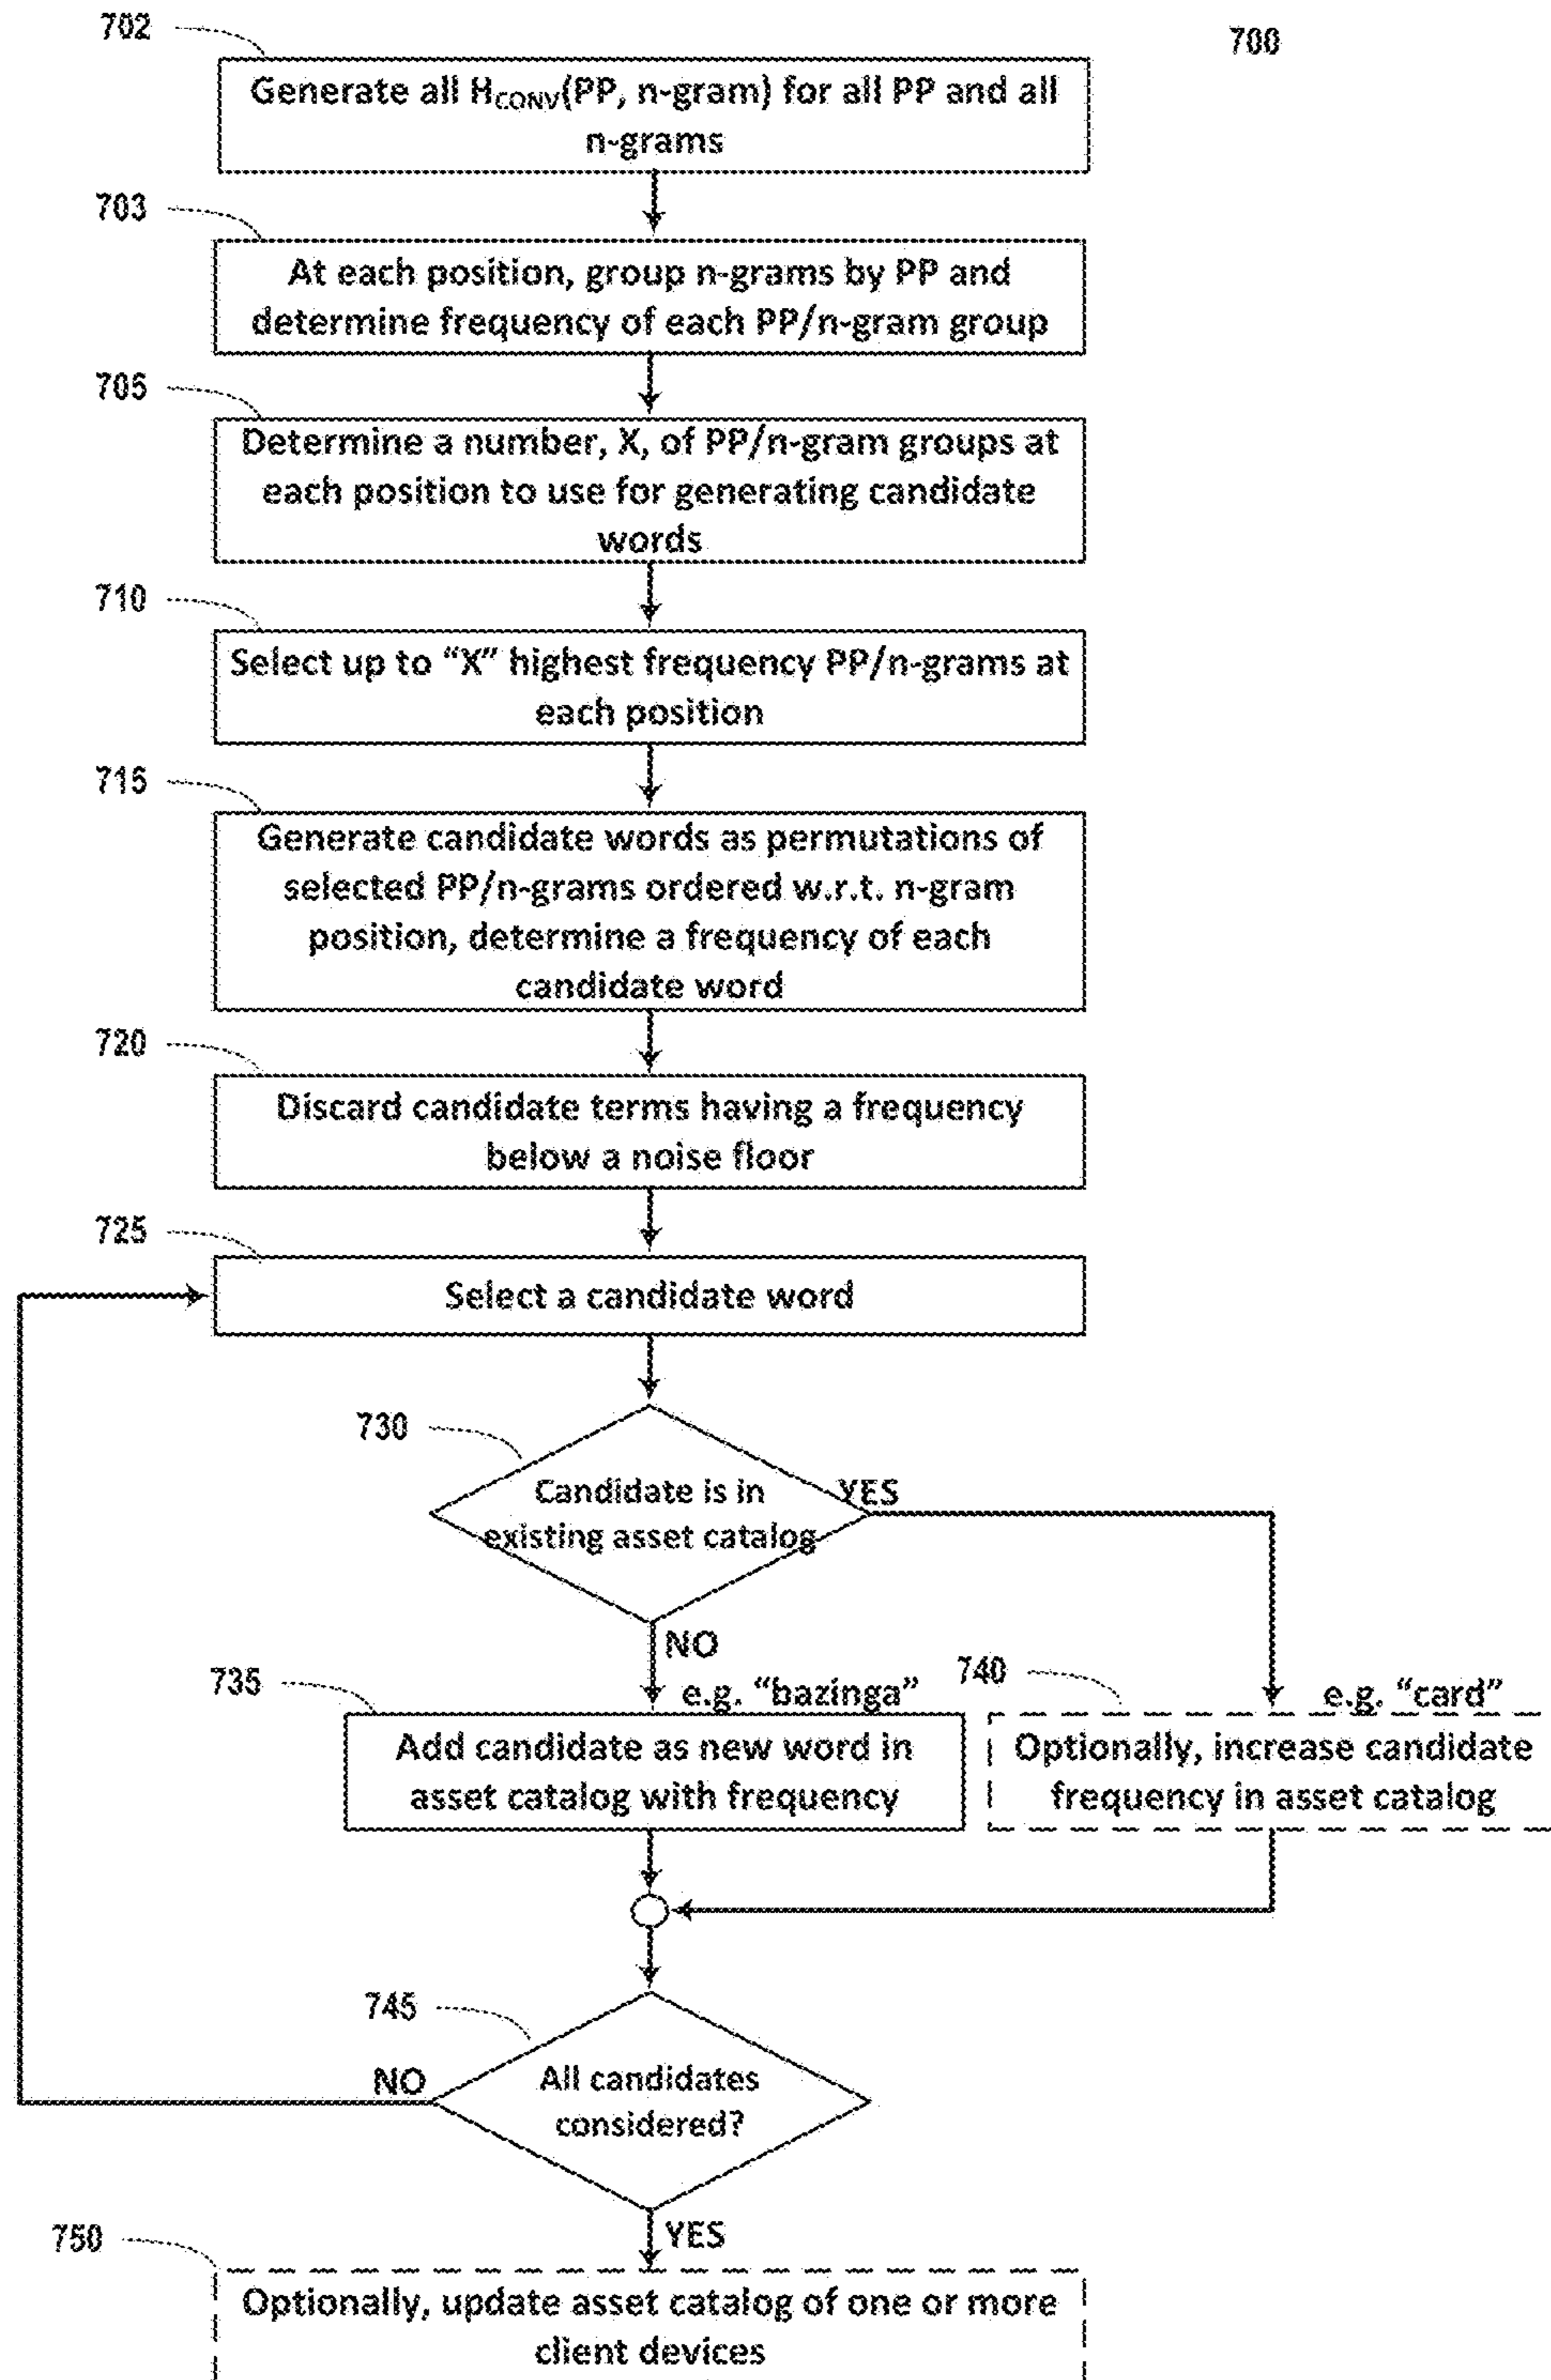 702
700
Generate all HCONV(PP, n-gram) for all PP and all
n-grams
703
At each position, group n-grams by PP and
determine frequency of each PP/n-gram group
705
Determine a number, X, of PP/n-gram groups at
each position to use for generating candidate
words
710
Select up to “X” highest frequency PP/n-grams at
each position
715
Generate candidate words as permutations of
selected PP/n-grams ordered w.r.t. n-gram
position, determine a frequency of each
candidate word
720
Discard candidate terms having a frequency
below a noise floor
725
Select a candidate word
730
Candidate is in
existing asset catalog
YES
NO
735
e.g. “bazinga”
740
e.g. “card”
Add candidate as new word in
asset catalog with frequency
Optionally, increase candidate
frequency in asset catalog
745
NO
All candidates
considered?
YES
750
Optionally, update asset catalog of one or more
client devices